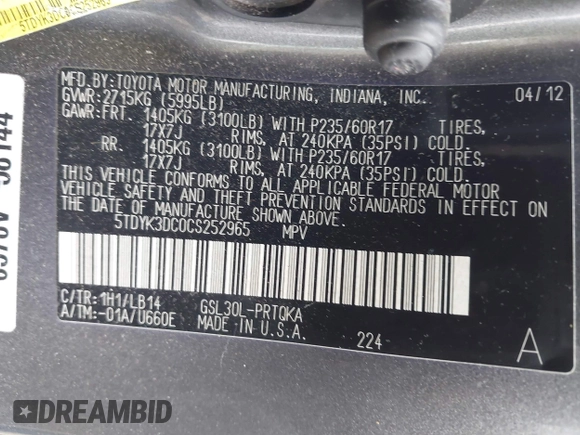 5TDYK3DC0CS252965
MFD.BY:TOYOTA MOTOR MANUFACTURING, INDIANA, INC. 04/12
GVWR:2715KG (5995LB)
GAWR:FRT. 1405KG (3100LB) WITH P235/60R17 TIRES,
17X7J RIMS, AT 240KPA (35PSI) COLD.
RR. 1405KG (3100LB) WITH P235/60R17 TIRES,
17X7J RIMS, AT 240KPA (35PSI) COLD.
THIS VEHICLE CONFORMS TO ALL APPLICABLE FEDERAL MOTOR
VEHICLE SAFETY AND THEFT PREVENTION STANDARDS IN EFFECT ON
THE DATE OF MANUFACTURE SHOWN ABOVE.
5TDYK3DC0CS252965 MPV
C/TR:1H1/LB14 GSL30L-PRTQKA
A/TM:-01A/U660E MADE IN U.S.A.
224
A
DREAMBID